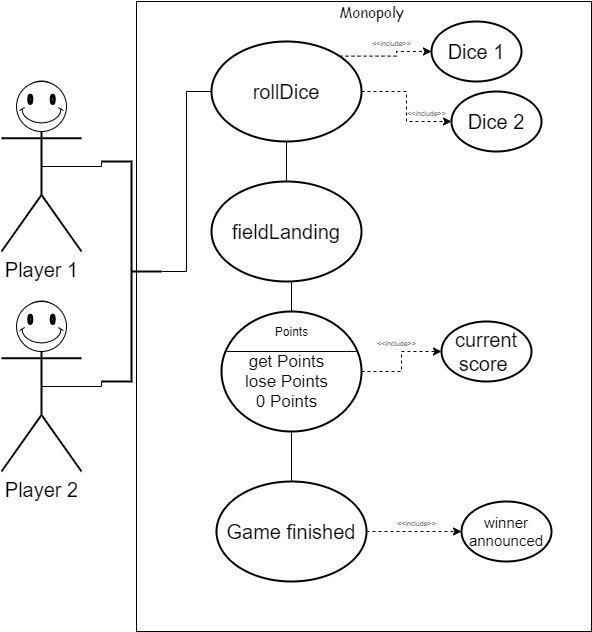 Monopoly
<<include>>
Dice 1
rollDice
<<include>>
Dice 2
Player 1
fieldLanding
Points
get Points
lose Points
0 Points
<<include>>
current
score
Player 2
Game finished
<<include>>
winner
announced